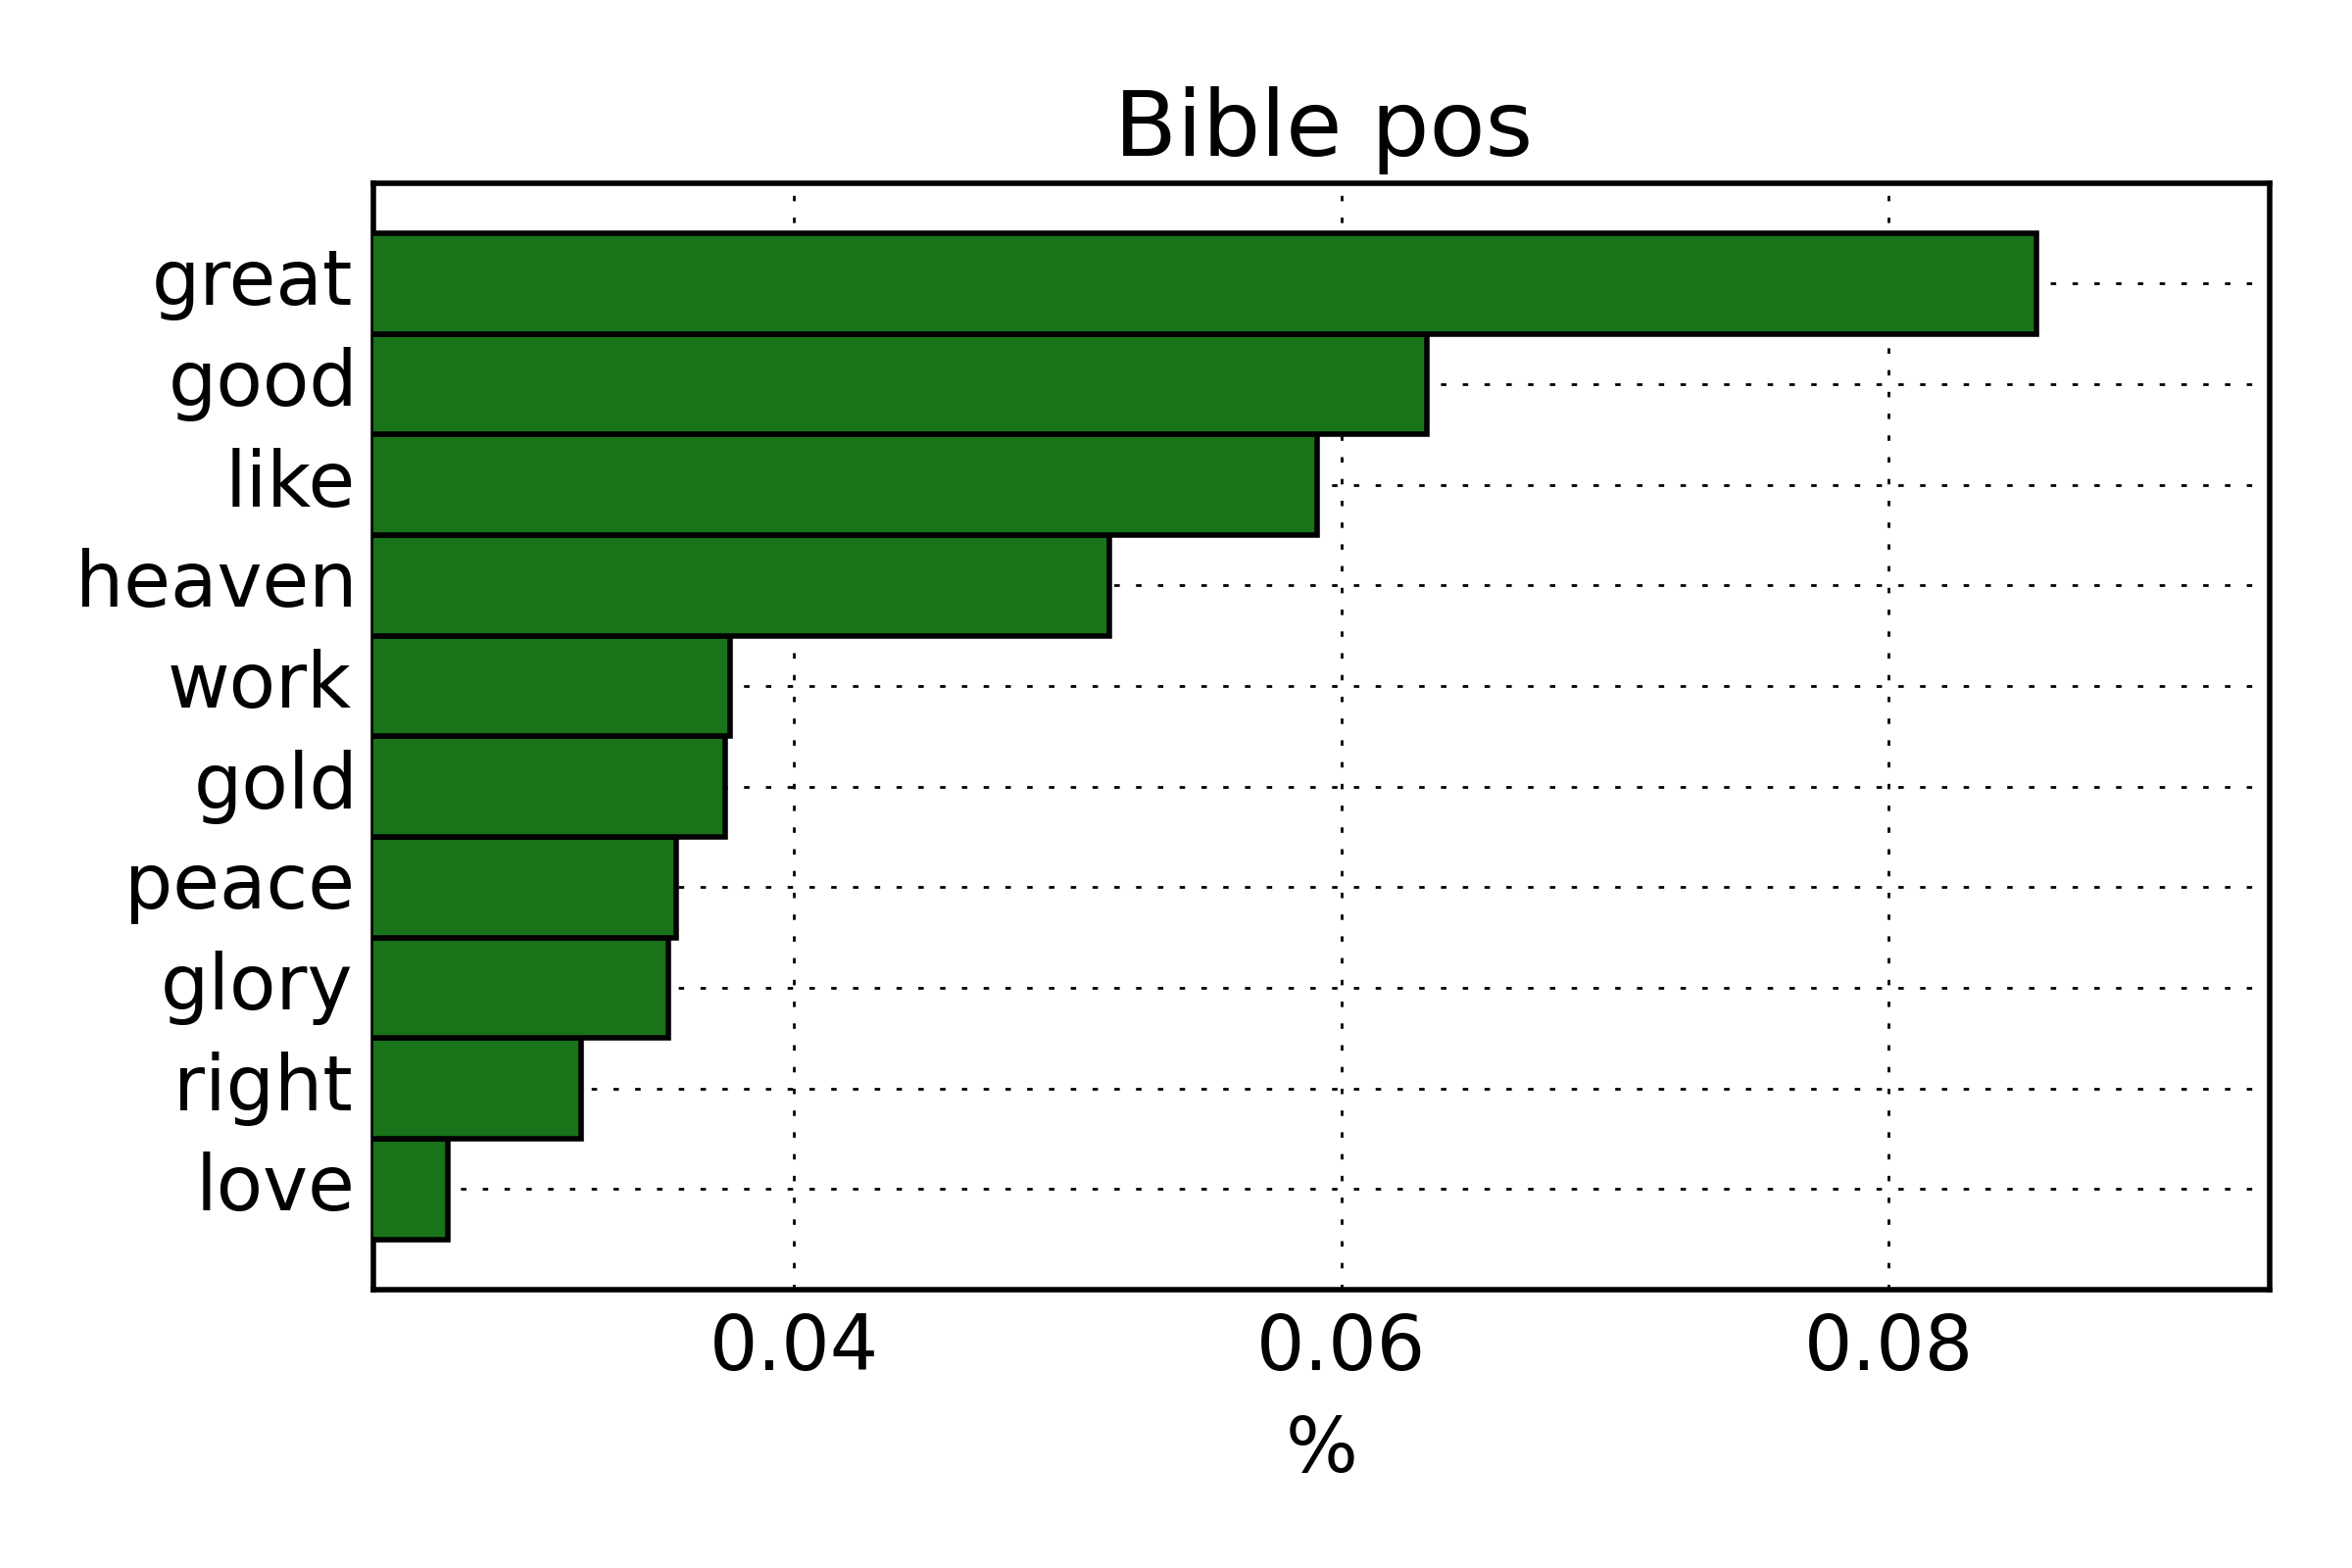 Bible pos
great
good
like
heaven
work
gold
peace
glory
right
love
0.04 0.06 0.08
%